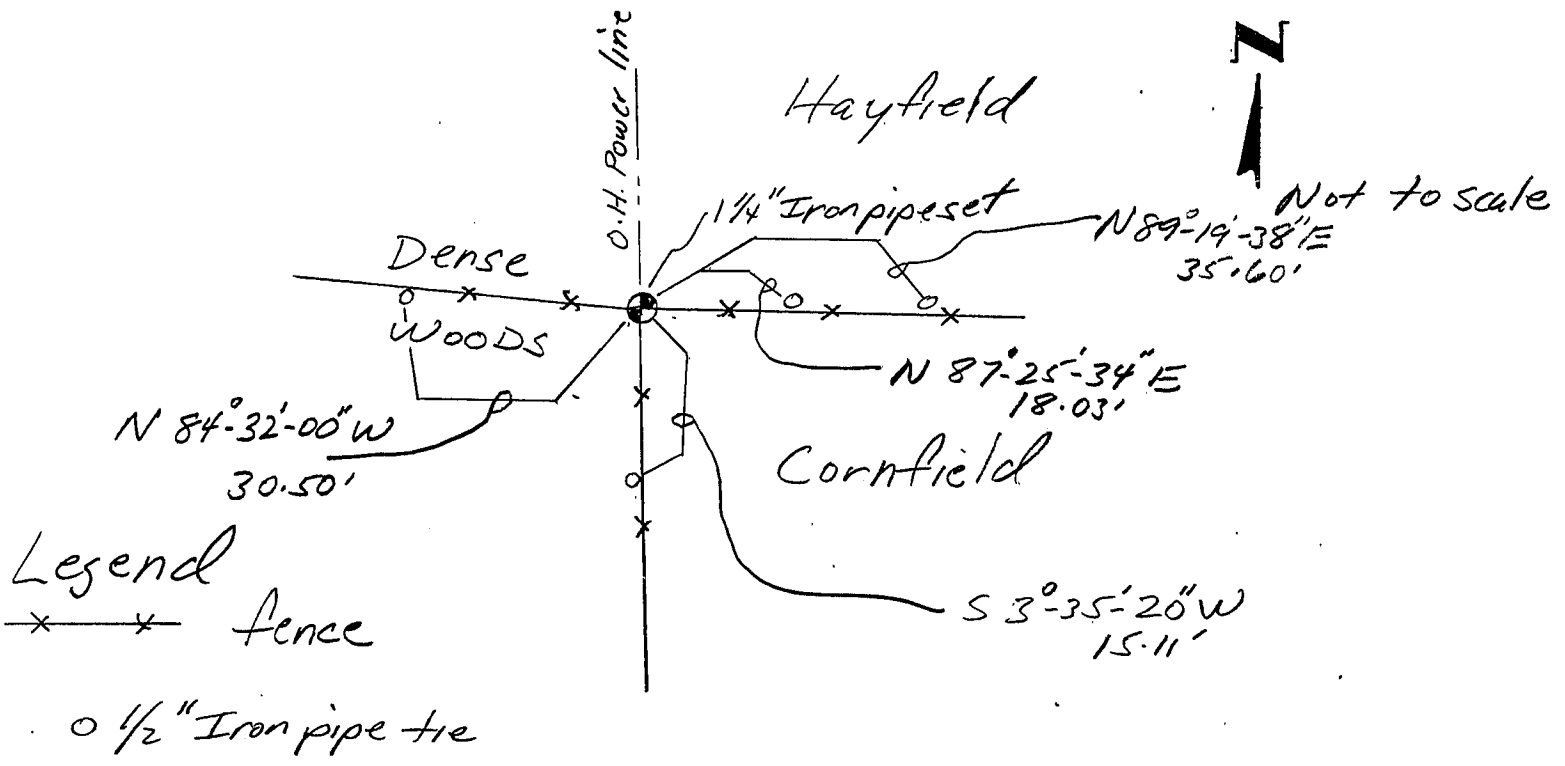 O.H. Power line
N
Hayfield
1 1/4" Iron pipe set
Not to scale
N 89°-19'-38" E
35.60'
Dense
WOODS
N 87°-25'-34" E
18.03'
N 84°-32'-00" W
30.50'
Cornfield
Legend
fence
S 3°-35'-20" W
15.11'
1/2" Iron pipe tie